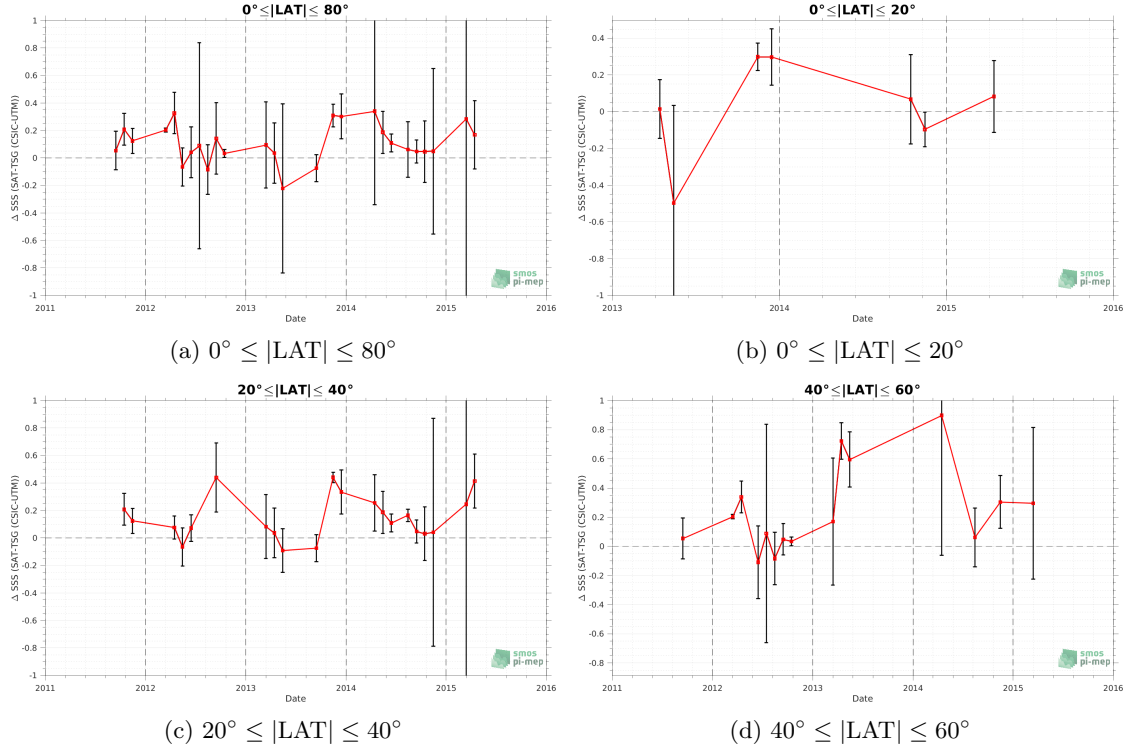 0°≤|LAT|≤ 80°
Δ SSS (SAT-TSG (CSIC-UTM))
1
0.8
0.6
0.4
0.2
0
-0.2
-0.4
-0.6
-0.8
-1
2011 2012 2013 2014 2015 2016
Date
smos
pi-mep
(a) 0° ≤ |LAT| ≤ 80°
0°≤|LAT|≤ 20°
Δ SSS (SAT-TSG (CSIC-UTM))
0.4
0.2
0
-0.2
-0.4
-0.6
-0.8
-1
2013 2014 2015 2016
Date
smos
pi-mep
(b) 0° ≤ |LAT| ≤ 20°
20°≤|LAT|≤ 40°
Δ SSS (SAT-TSG (CSIC-UTM))
1
0.8
0.6
0.4
0.2
0
-0.2
-0.4
-0.6
-0.8
-1
2011 2012 2013 2014 2015 2016
Date
smos
pi-mep
(c) 20° ≤ |LAT| ≤ 40°
40°≤|LAT|≤ 60°
Δ SSS (SAT-TSG (CSIC-UTM))
1
0.8
0.6
0.4
0.2
0
-0.2
-0.4
-0.6
-0.8
2011 2012 2013 2014 2015 2016
Date
smos
pi-mep
(d) 40° ≤ |LAT| ≤ 60°